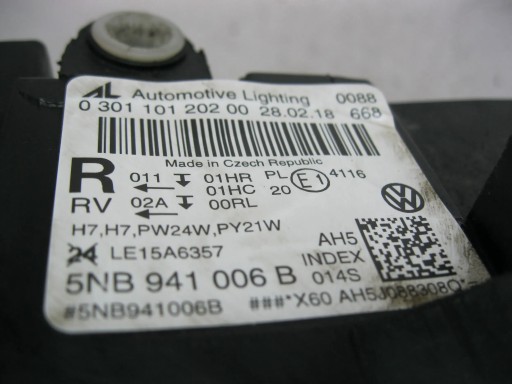 AL Automotive Lighting 0088
0 301 101 202 00 28.02.18 668
Made in Czech Republic
R 011 01HR PL E1 4116
01HC 20
RV 02A 00RL
H7,H7,PW24W,PY21W
24 LE15A6357 AH5
5NB 941 006 B INDEX
014S
#5NB941006B ###*X60 AH5J088308